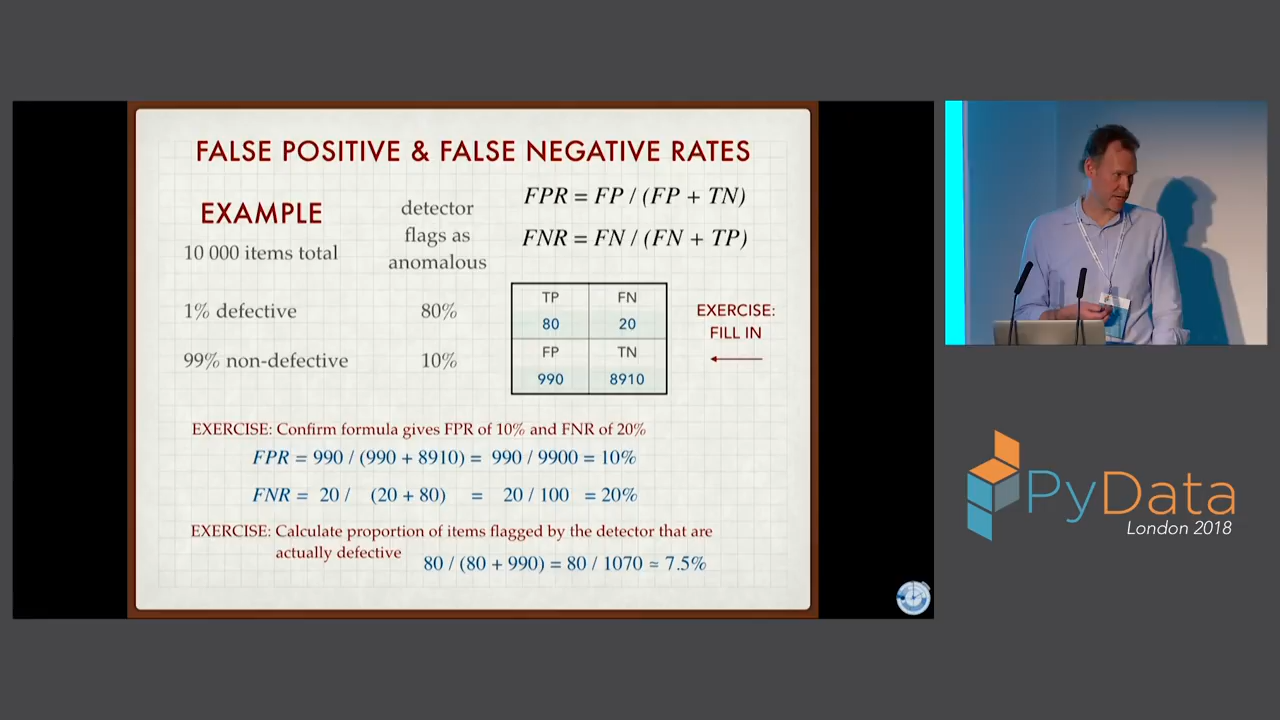 FALSE POSITIVE & FALSE NEGATIVE RATES
EXAMPLE
10 000 items total
detector
flags as
anomalous
FPR = FP / (FP + TN)
FNR = FN / (FN + TP)
1% defective 80%
99% non-defective 10%
TP FN
80 20
FP TN
990 8910
EXERCISE:
FILL IN
EXERCISE: Confirm formula gives FPR of 10% and FNR of 20%
FPR = 990 / (990 + 8910) = 990 / 9900 = 10%
FNR = 20 / (20 + 80) = 20 / 100 = 20%
EXERCISE: Calculate proportion of items flagged by the detector that are
actually defective
80 / (80 + 990) = 80 / 1070 ≃ 7.5%
PyData
London 2018